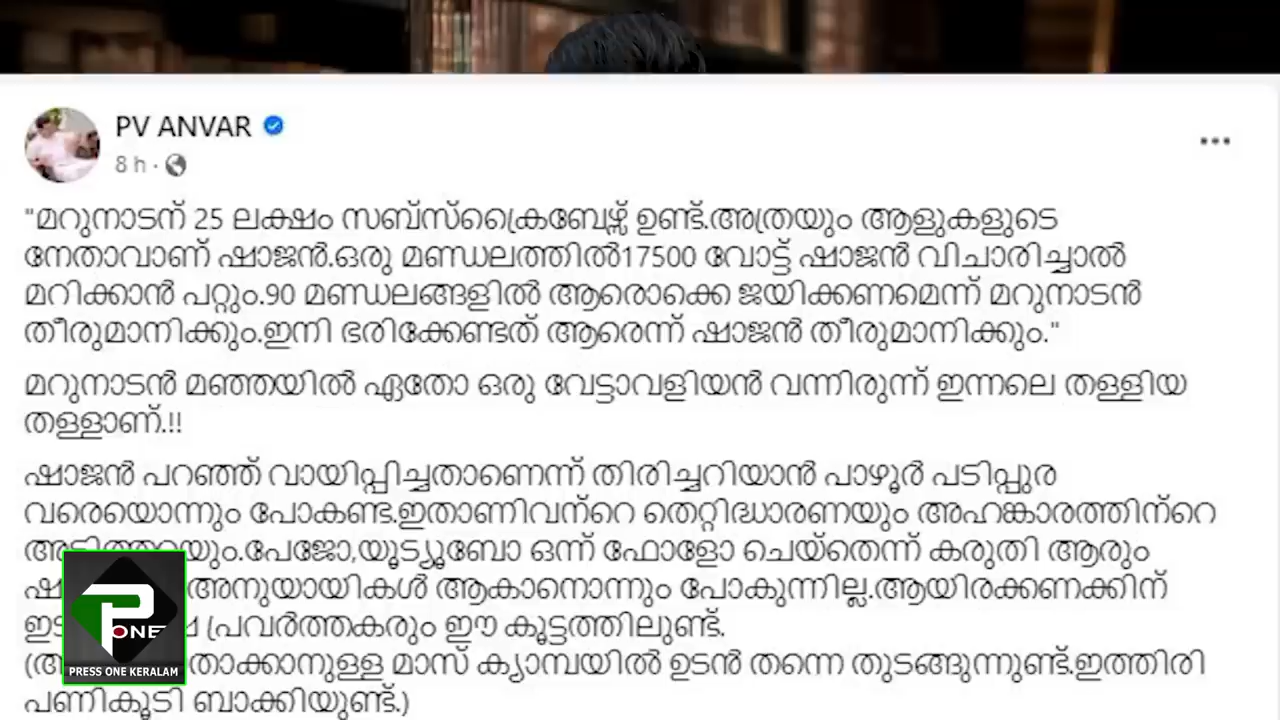 PV ANVAR
8 h ·
"മറുനാടന് 25 ലക്ഷം സബ്സ്ക്രൈബേഴ്സ് ഉണ്ട്.അത്രയും ആളുകളുടെ
നേതാവാണ് ഷാജൻ.ഒരു മണ്ഡലത്തിൽ17500 വോട്ട് ഷാജൻ വിചാരിച്ചാൽ
മറിക്കാൻ പറ്റും.90 മണ്ഡലങ്ങളിൽ ആരൊക്കെ ജയിക്കണമെന്ന് മറുനാടൻ
തീരുമാനിക്കും.ഇനി ഭരിക്കേണ്ടത് ആരെന്ന് ഷാജൻ തീരുമാനിക്കും."
മറുനാടൻ മഞ്ഞയിൽ ഏതോ ഒരു വേട്ടാവളിയൻ വന്നിരുന്ന് ഇന്നലെ തള്ളിയ
തള്ളാണ്.!!
ഷാജൻ പറഞ്ഞ് വായിപ്പിച്ചതാണെന്ന് തിരിച്ചറിയാൻ പാഴൂർ പടിപ്പുര
വരെയൊന്നും പോകണ്ട.ഇതാണിവന്റെ തെറ്റിദ്ധാരണയും അഹങ്കാരത്തിന്റെ
അടിത്തറയും.പേജോ,യൂട്യൂബോ ഒന്ന് ഫോളോ ചെയ്തെന്ന് കരുതി ആരും
അനുയായികൾ ആകാനൊന്നും പോകുന്നില്ല.ആയിരക്കണക്കിന്
പ്രവർത്തകരും ഈ കൂട്ടത്തിലുണ്ട്.
മാസ് ക്യാമ്പയിൽ ഉടൻ തന്നെ തുടങ്ങുന്നുണ്ട്.ഇത്തിരി
പണികൂടി ബാക്കിയുണ്ട്.)
P ONE
PRESS ONE KERALAM